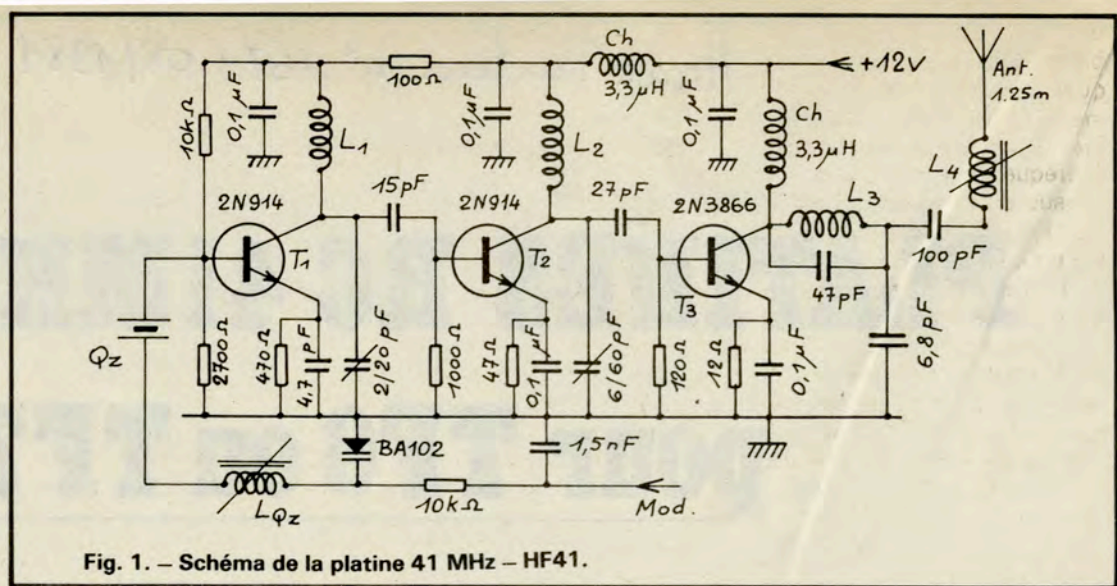 Ch
100Ω
3,3µH
+12V
Ant.
1.25m
10kΩ
0,1µF
L1
0,1µF
L2
0,1µF
Ch
3,3µH
L4
15pF
27pF
L3
2N914
2N914
2N3866
T1
T2
T3
100pF
47pF
Qz
2700Ω
470Ω
4,7pF
2/20pF
1000Ω
47Ω
0,1µF
6/60pF
120Ω
12Ω
0,1µF
6,8pF
BA102
1,5nF
LQz
10kΩ
Mod.
Fig. 1. – Schéma de la platine 41 MHz – HF41.